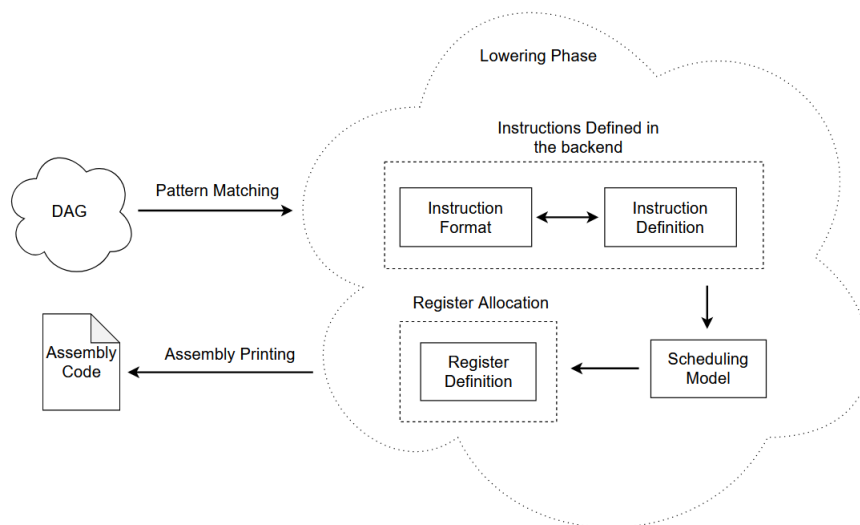 Lowering Phase
Instructions Defined in
the backend
Pattern Matching
DAG
Instruction
Format
Instruction
Definition
Register Allocation
Assembly
Code
Assembly Printing
Register
Definition
Scheduling
Model